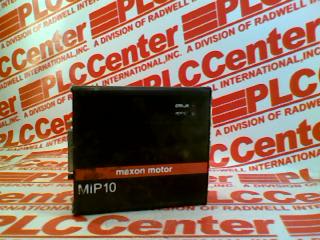 PLCCenter
A DIVISION OF RADWELL INTERNATIONAL, INC.
maxon motor
MIP10